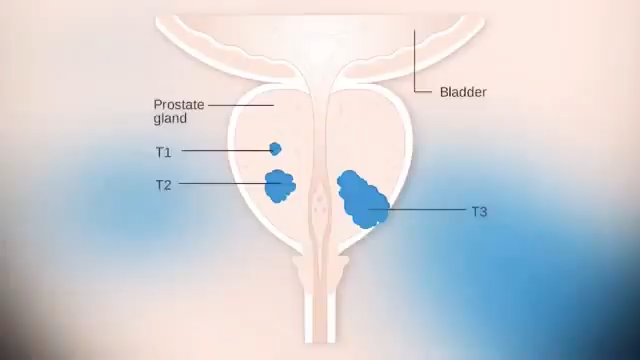 Bladder
Prostate
gland
T1
T2
T3